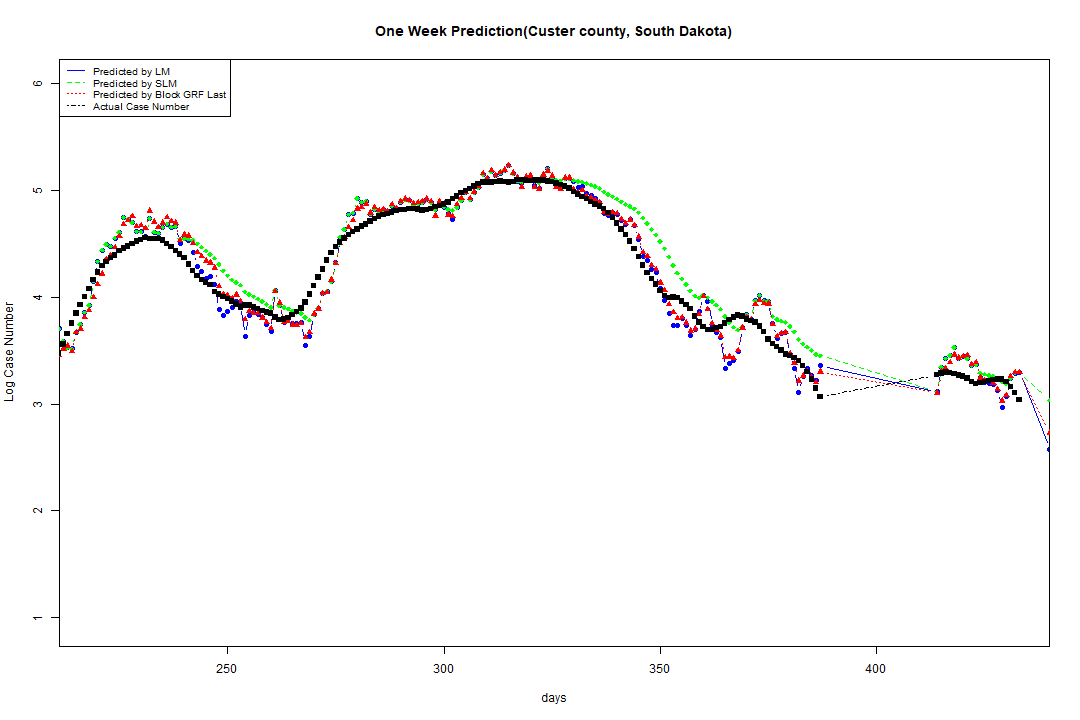 One Week Prediction(Custer county, South Dakota)
Predicted by LM
Predicted by SLM
Predicted by Block GRF Last
Actual Case Number
6
5
4
3
2
1
Log Case Number
250 300 350 400
days